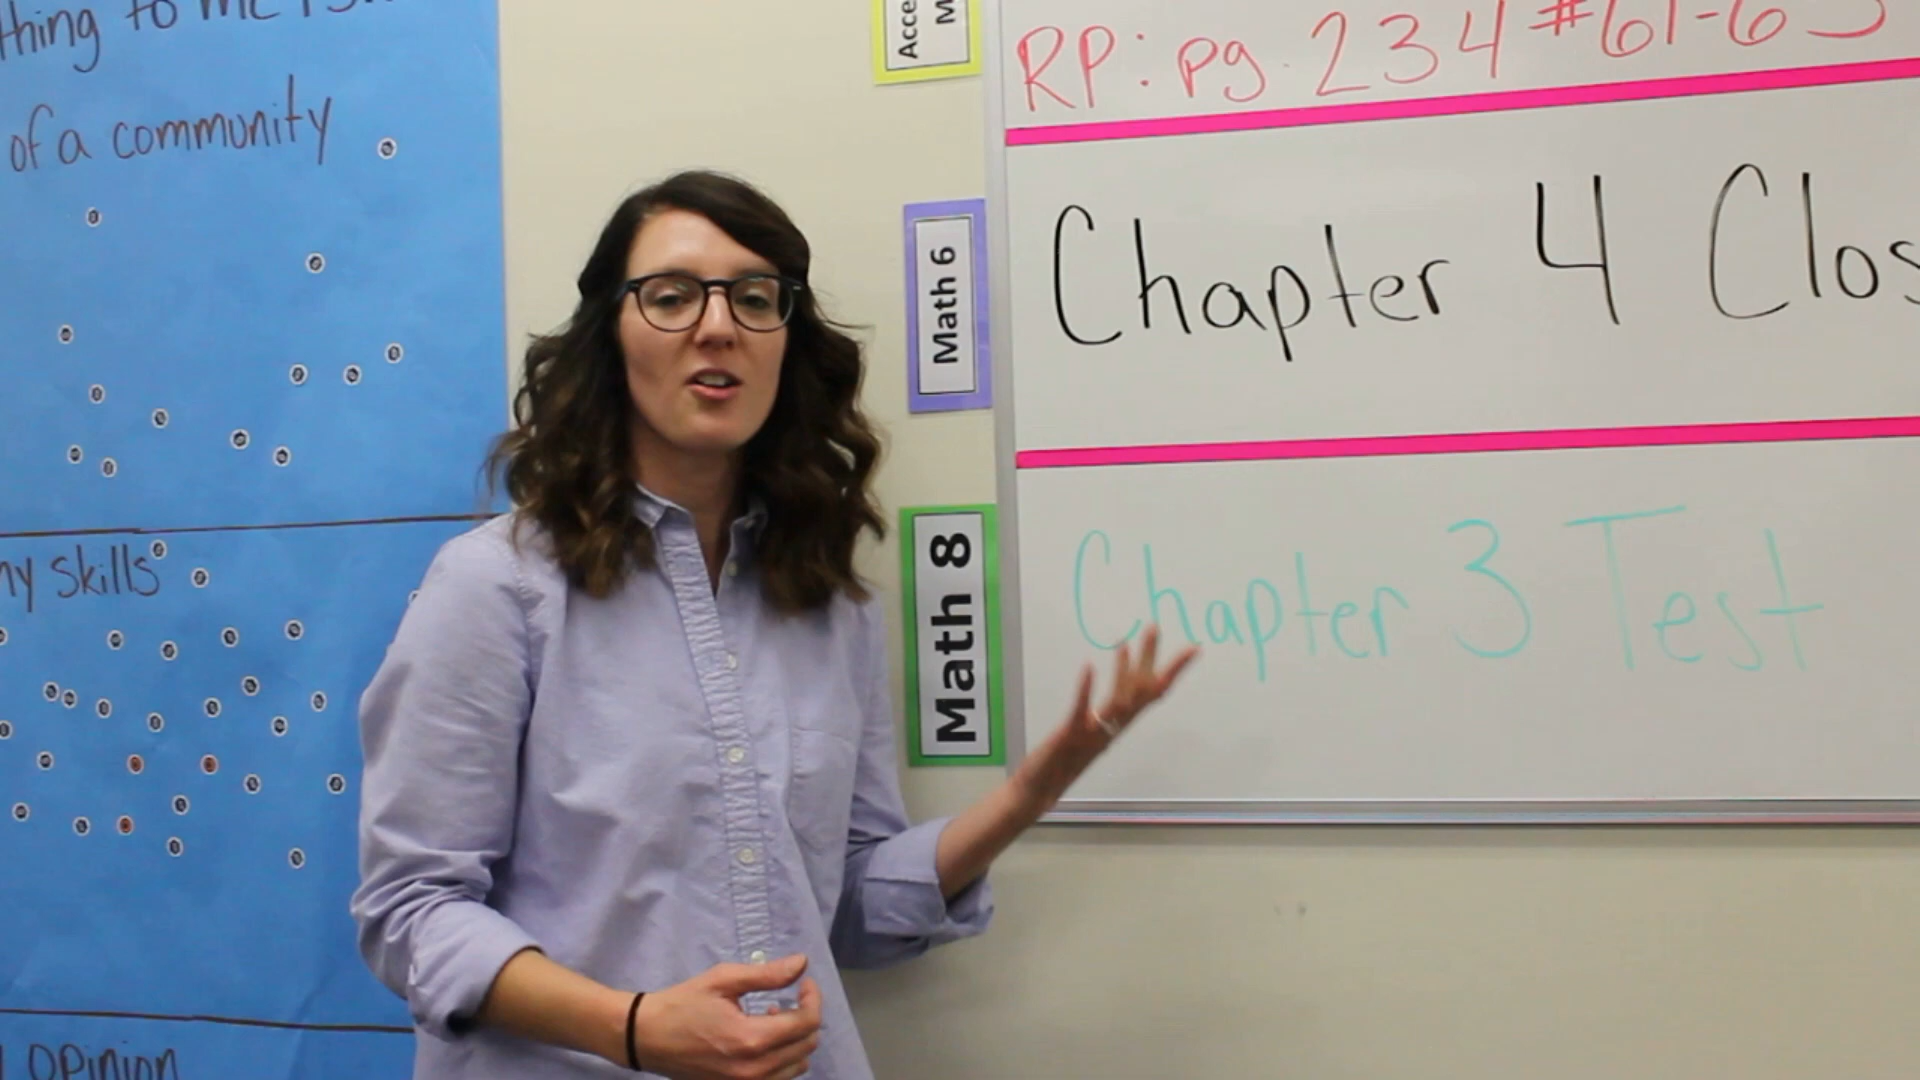 thing to me
of a community
my skills
opinion
Acce
M
Math 6
Math 8
RP: pg. 234 #61-65
Chapter 4 Clos
Chapter 3 Test